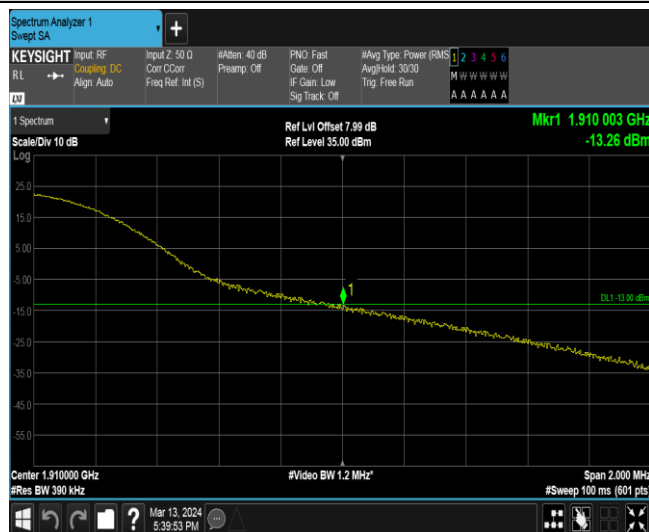 Spectrum Analyzer 1
Swept SA
KEYSIGHT
RL
LXI
Input: RF
Coupling: DC
Align: Auto
Input Z: 50 Ω
Corr CCorr
Freq Ref: Int (S)
#Atten: 40 dB
Preamp: Off
PNO: Fast
Gate: Off
IF Gain: Low
Sig Track: Off
#Avg Type: Power (RMS
Avg|Hold: 30/30
Trig: Free Run
1 2 3 4 5 6
M W W W W W
A A A A A A
1 Spectrum
Scale/Div 10 dB
Log
Ref Lvl Offset 7.99 dB
Ref Level 35.00 dBm
Mkr1 1.910 003 GHz
-13.26 dBm
25.0
15.0
5.00
-5.00
1
DL1 -13.00 dBm
-15.0
-25.0
-35.0
-45.0
-55.0
Center 1.910000 GHz
#Video BW 1.2 MHz*
Span 2.000 MHz
#Res BW 390 kHz
#Sweep 100 ms (601 pts)
?
Mar 13, 2024
5:39:53 PM